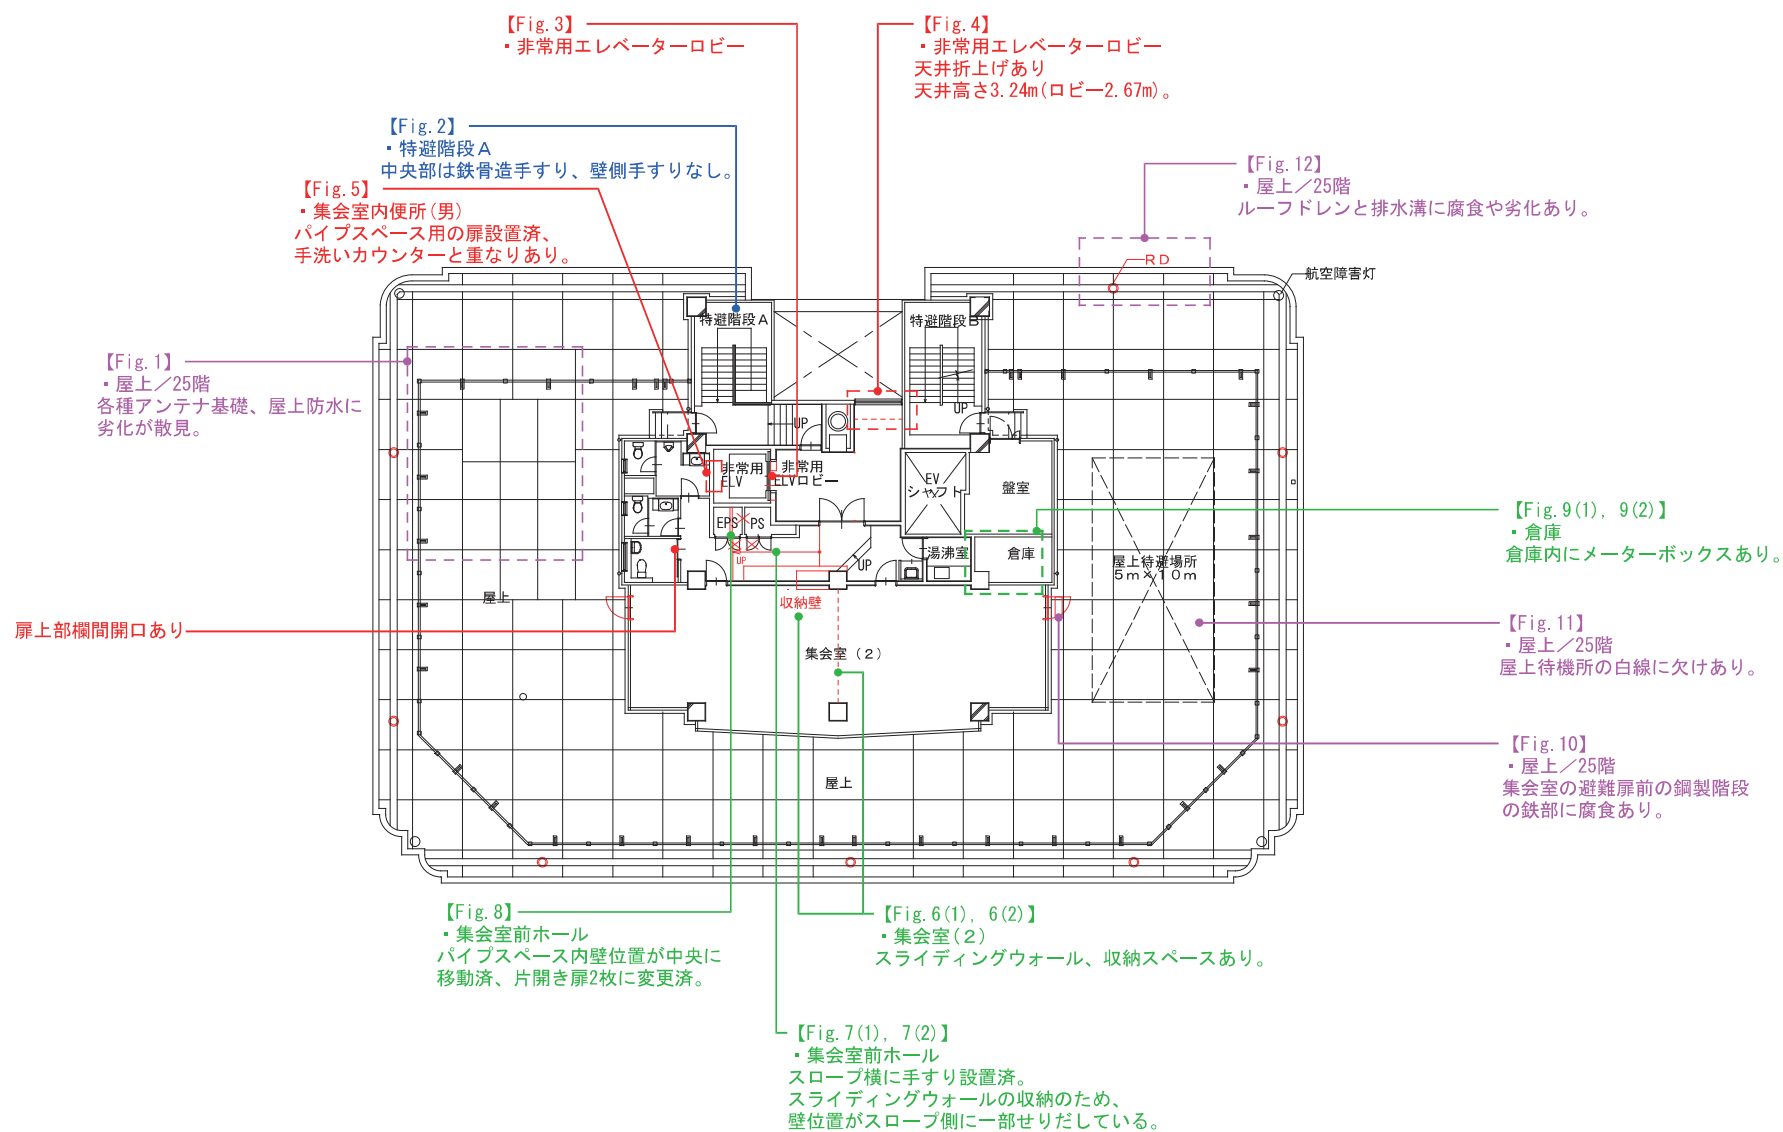 【Fig.3】
・非常用エレベーターロビー
【Fig.4】
・非常用エレベーターロビー
天井折上げあり
天井高さ3.24m(ロビー2.67m)。
【Fig.2】
・特避階段A
中央部は鉄骨造手すり、壁側手すりなし。
【Fig.5】
・集会室内便所(男)
パイプスペース用の扉設置済、
手洗いカウンターと重なりあり。
【Fig.12】
・屋上／25階
ルーフドレンと排水溝に腐食や劣化あり。
RD
航空障害灯
【Fig.1】
・屋上／25階
各種アンテナ基礎、屋上防水に
劣化が散見。
特避階段A
特避階段B
UP
UP
非常用
ELV
非常用
ELVロビー
EV
シャフト
盤室
EPS
PS
UP
UP
湯沸室
倉庫
屋上待避場所
5m×10m
【Fig.9(1), 9(2)】
・倉庫
倉庫内にメーターボックスあり。
屋上
収納壁
扉上部欄間開口あり
集会室（2）
【Fig.11】
・屋上／25階
屋上待機所の白線に欠けあり。
【Fig.10】
・屋上／25階
集会室の避難扉前の鋼製階段
の鉄部に腐食あり。
屋上
【Fig.8】
・集会室前ホール
パイプスペース内壁位置が中央に
移動済、片開き扉2枚に変更済。
【Fig.6(1), 6(2)】
・集会室(2)
スライディングウォール、収納スペースあり。
【Fig.7(1), 7(2)】
・集会室前ホール
スロープ横に手すり設置済。
スライディングウォールの収納のため、
壁位置がスロープ側に一部せりだしている。